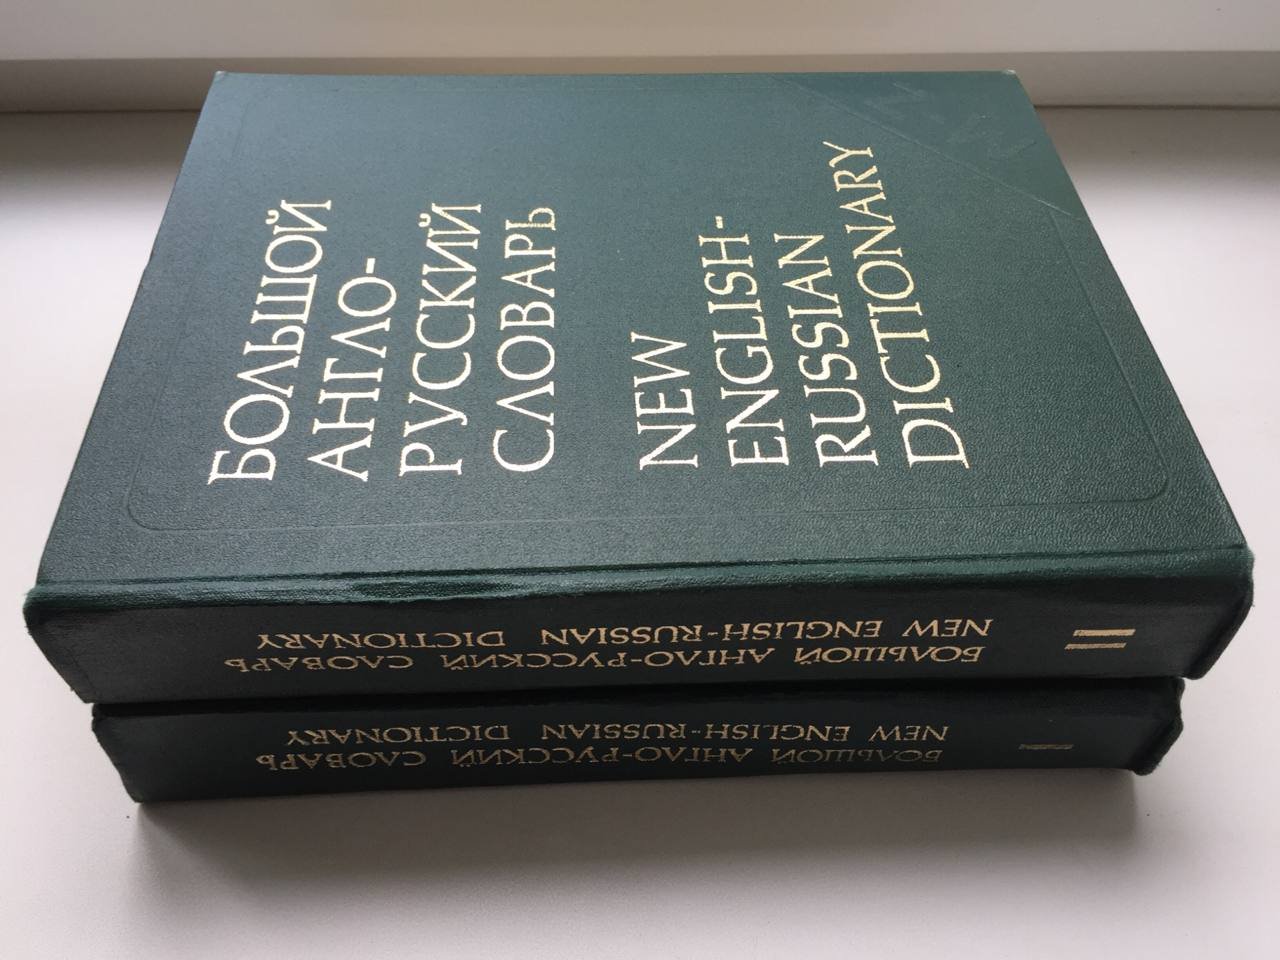 БОЛЬШОЙ
АНГЛО-
РУССКИЙ
СЛОВАРЬ
NEW
ENGLISH-
RUSSIAN
DICTIONARY
II
БОЛЬШОЙ АНГЛО-РУССКИЙ СЛОВАРЬ
NEW ENGLISH-RUSSIAN DICTIONARY
I
БОЛЬШОЙ АНГЛО-РУССКИЙ СЛОВАРЬ
NEW ENGLISH-RUSSIAN DICTIONARY